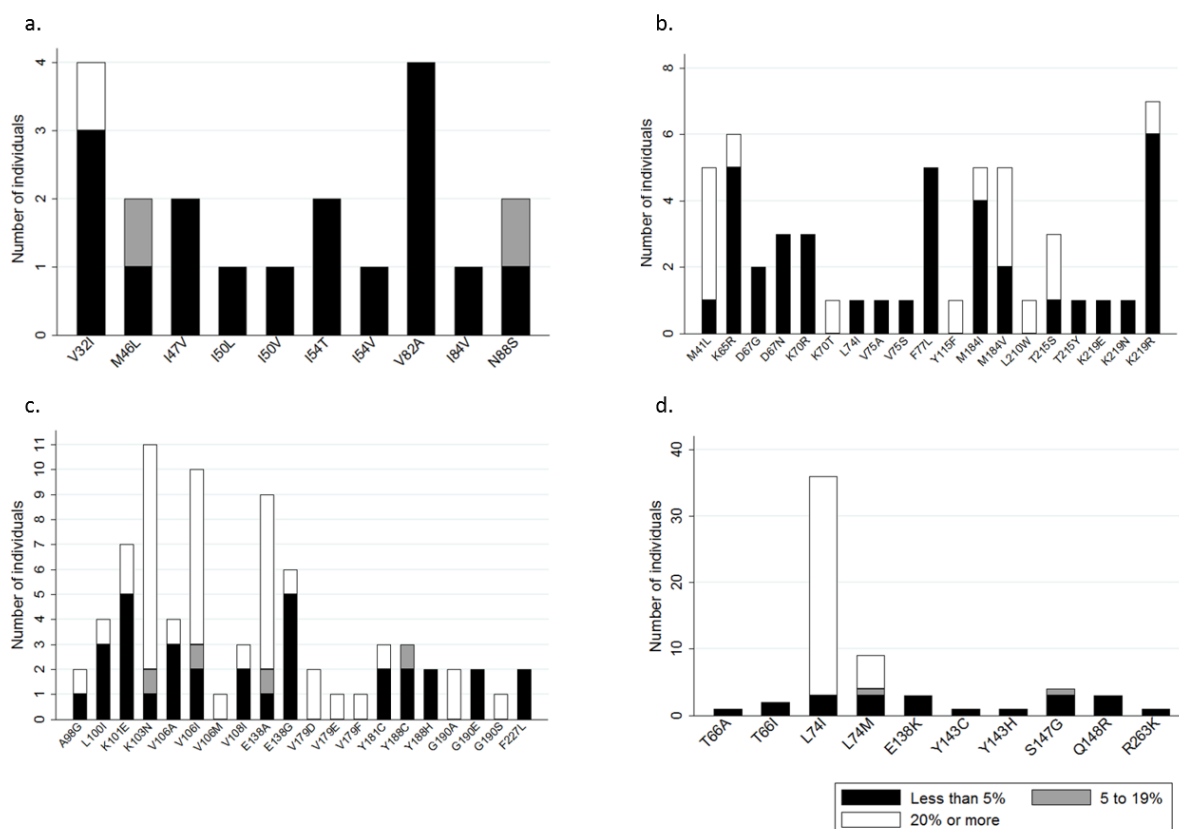 a.
Number of individuals
4
3
2
1
0
V32I
M46L
I47V
I50L
I50V
I54T
I54V
V82A
I84V
N88S
b.
Number of individuals
8
6
4
2
0
M41L
K65R
D67G
D67N
K70R
K70T
L74I
V75A
V75S
F77L
Y115F
M184I
M184V
L210W
T215S
T215Y
K219E
K219N
K219R
c.
Number of individuals
11
10
9
8
7
6
5
4
3
2
1
0
A98G
L100I
K101E
K103N
V106A
V106I
V106M
V108I
E138A
E138G
V179D
V179E
V179F
Y181C
Y188C
Y188H
G190A
G190E
G190S
F227L
d.
Number of individuals
40
30
20
10
0
T66A
T66I
L74I
L74M
E138K
Y143C
Y143H
S147G
Q148R
R263K
Less than 5%
5 to 19%
20% or more